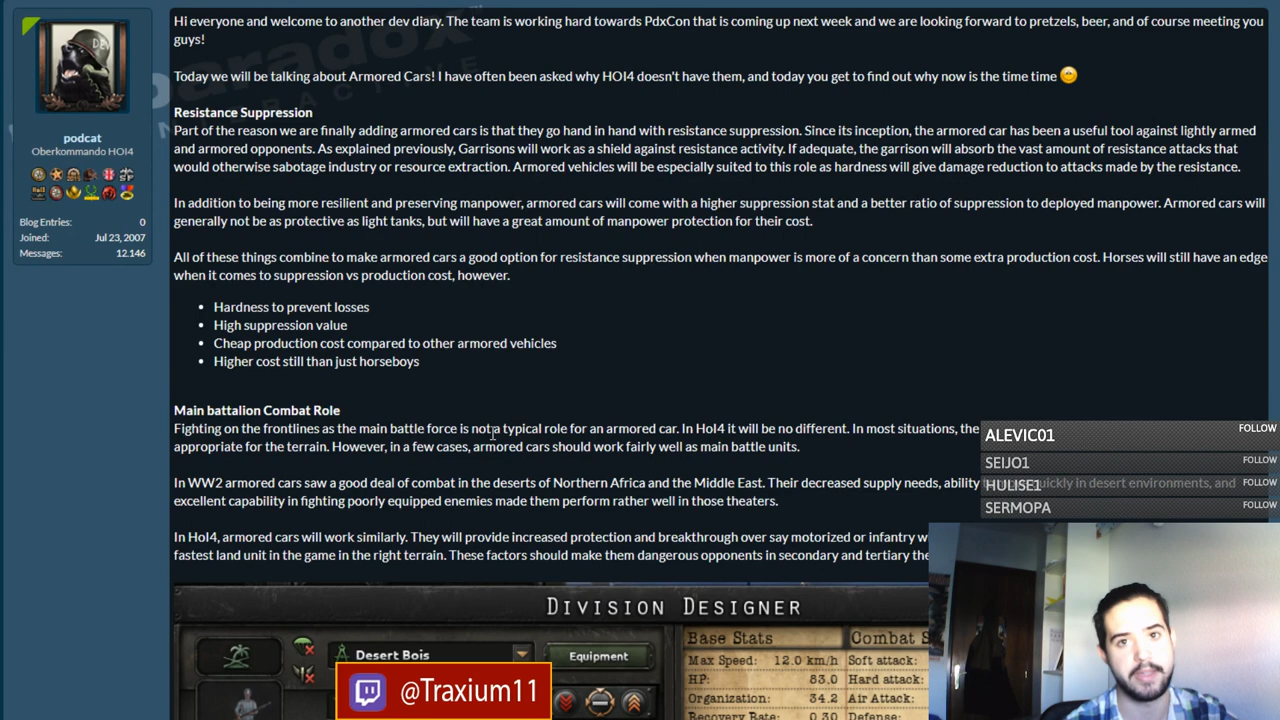 Hi everyone and welcome to another dev diary. The team is working hard towards PdxCon that is coming up next week and we are looking forward to pretzels, beer, and of course meeting you
guys!
Today we will be talking about Armored Cars! I have often been asked why HOI4 doesn't have them, and today you get to find out why now is the time time
podcat
Oberkommando HOI4
Blog Entries: 0
Joined: Jul 23, 2007
Messages: 12.146
Resistance Suppression
Part of the reason we are finally adding armored cars is that they go hand in hand with resistance suppression. Since its inception, the armored car has been a useful tool against lightly armed
and armored opponents. As explained previously, Garrisons will work as a shield against resistance activity. If adequate, the garrison will absorb the vast amount of resistance attacks that
would otherwise sabotage industry or resource extraction. Armored vehicles will be especially suited to this role as hardness will give damage reduction to attacks made by the resistance.
In addition to being more resilient and preserving manpower, armored cars will come with a higher suppression stat and a better ratio of suppression to deployed manpower. Armored cars will
generally not be as protective as light tanks, but will have a great amount of manpower protection for their cost.
All of these things combine to make armored cars a good option for resistance suppression when manpower is more of a concern than some extra production cost. Horses will still have an edge
when it comes to suppression vs production cost, however.
• Hardness to prevent losses
• High suppression value
• Cheap production cost compared to other armored vehicles
• Higher cost still than just horseboys
Main battalion Combat Role
Fighting on the frontlines as the main battle force is not a typical role for an armored car. In HoI4 it will be no different. In most situations, the
appropriate for the terrain. However, in a few cases, armored cars should work fairly well as main battle units.
In WW2 armored cars saw a good deal of combat in the deserts of Northern Africa and the Middle East. Their decreased supply needs, ability quickly in desert environments, and
excellent capability in fighting poorly equipped enemies made them perform rather well in those theaters.
In HoI4, armored cars will work similarly. They will provide increased protection and breakthrough over say motorized or infantry
fastest land unit in the game in the right terrain. These factors should make them dangerous opponents in secondary and tertiary
ALEVIC01 FOLLOW
SEIJO1 FOLLOW
HULISE1 FOLLOW
SERMOPA FOLLOW
DIVISION DESIGNER
Desert Bois
Equipment
Base Stats
Combat S
Max Speed: 12.0 km/h
HP: 83.0
Organization: 34.2
Recovery Rate: 0.30
Soft attack:
Hard attack:
Air Attack:
Defense:
@Traxium11